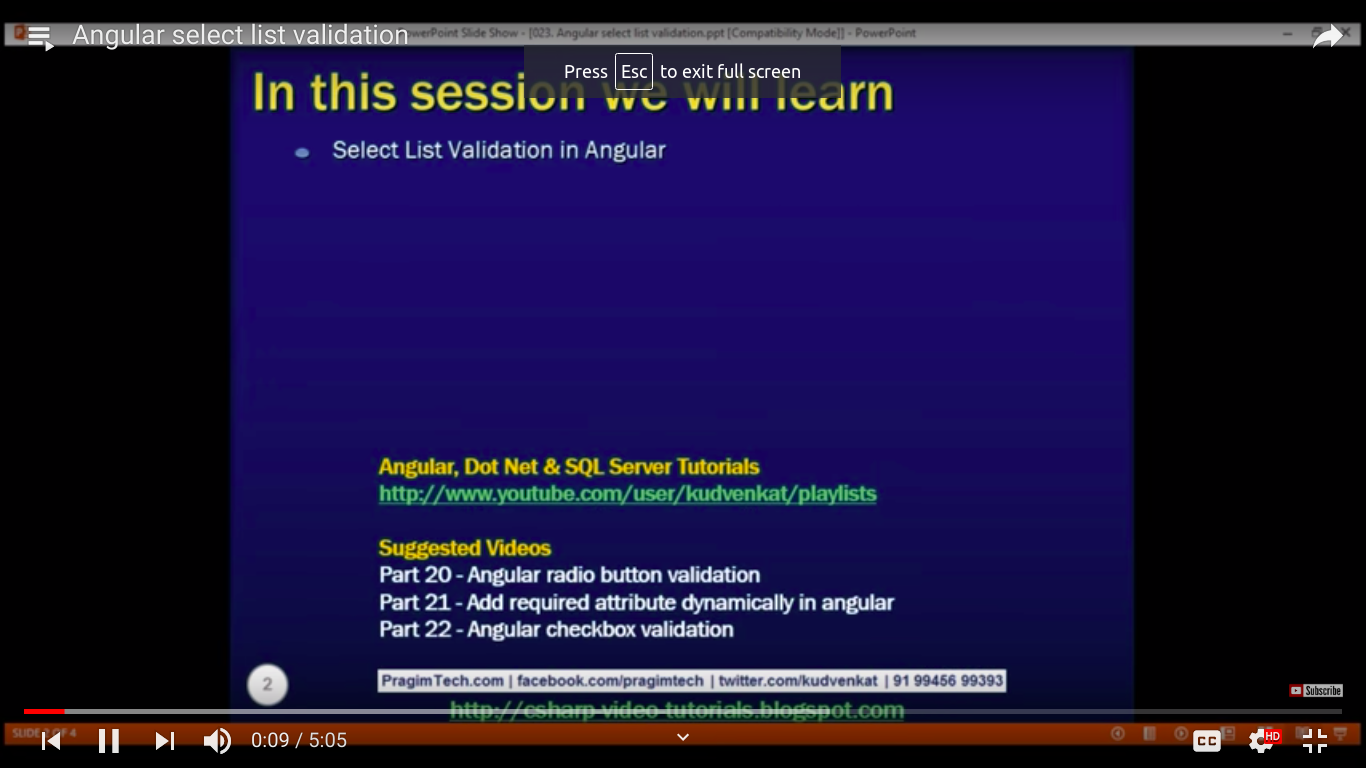 Angular select list validation
PowerPoint Slide Show - [023. Angular select list validation.ppt [Compatibility Mode]] - PowerPoint
Press Esc to exit full screen
In this session we will learn
Select List Validation in Angular
Angular, Dot Net & SQL Server Tutorials
http://www.youtube.com/user/kudvenkat/playlists
Suggested Videos
Part 20 - Angular radio button validation
Part 21 - Add required attribute dynamically in angular
Part 22 - Angular checkbox validation
2
PragimTech.com | facebook.com/pragimtech | twitter.com/kudvenkat | 91 99456 99393
Subscribe
http://csharp-video-tutorials.blogspot.com
SLIDE 2 OF 4
0:09 / 5:05
CC
HD